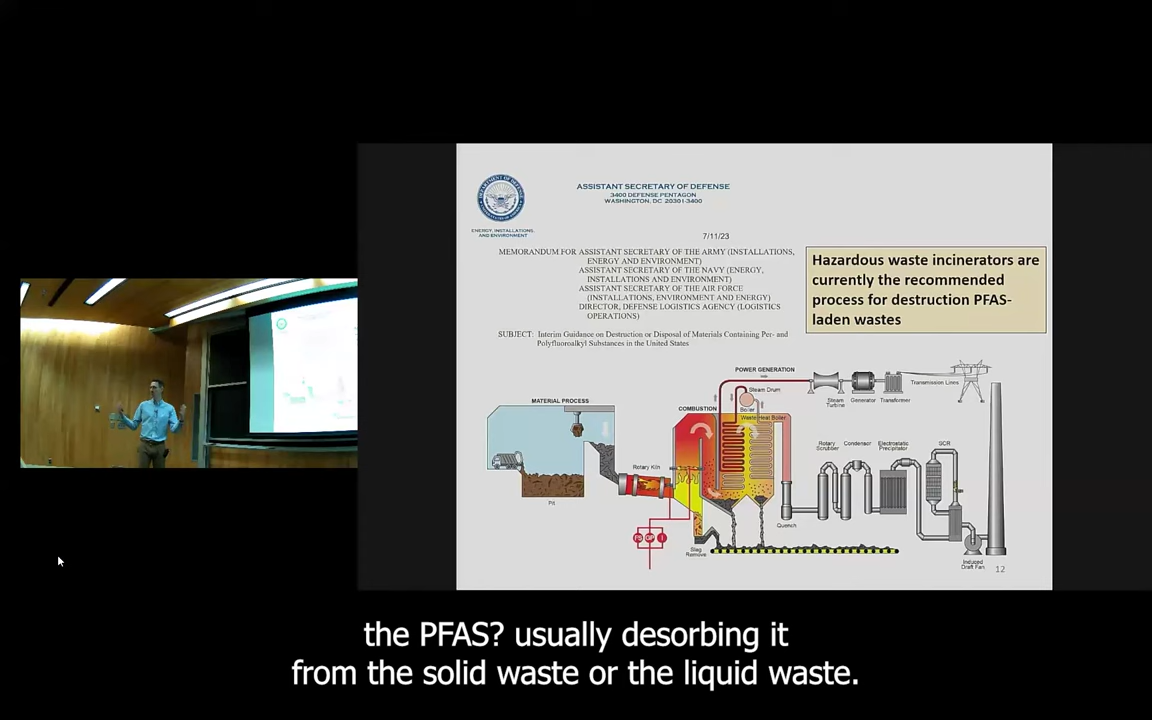 ASSISTANT SECRETARY OF DEFENSE
3400 DEFENSE PENTAGON
WASHINGTON, DC 20301-3400
ENERGY, INSTALLATIONS,
AND ENVIRONMENT
7/11/23
MEMORANDUM FOR ASSISTANT SECRETARY OF THE ARMY (INSTALLATIONS,
ENERGY AND ENVIRONMENT)
ASSISTANT SECRETARY OF THE NAVY (ENERGY,
INSTALLATIONS AND ENVIRONMENT)
ASSISTANT SECRETARY OF THE AIR FORCE
(INSTALLATIONS, ENVIRONMENT AND ENERGY)
DIRECTOR, DEFENSE LOGISTICS AGENCY (LOGISTICS
OPERATIONS)
SUBJECT: Interim Guidance on Destruction or Disposal of Materials Containing Per- and
Polyfluoroalkyl Substances in the United States
Hazardous waste incinerators are
currently the recommended
process for destruction PFAS-
laden wastes
POWER GENERATION
Steam Drum
Boiler
Waste Heat Boiler
Steam
Turbine
Generator
Transformer
Transmission Lines
MATERIAL PROCESS
COMBUSTION
Rotary Kiln
Pit
Slag
Remove
Quench
Rotary
Scrubber
Condensor
Electrostatic
Precipitator
SCR
Induced
Draft Fan
12
the PFAS? usually desorbing it
from the solid waste or the liquid waste.